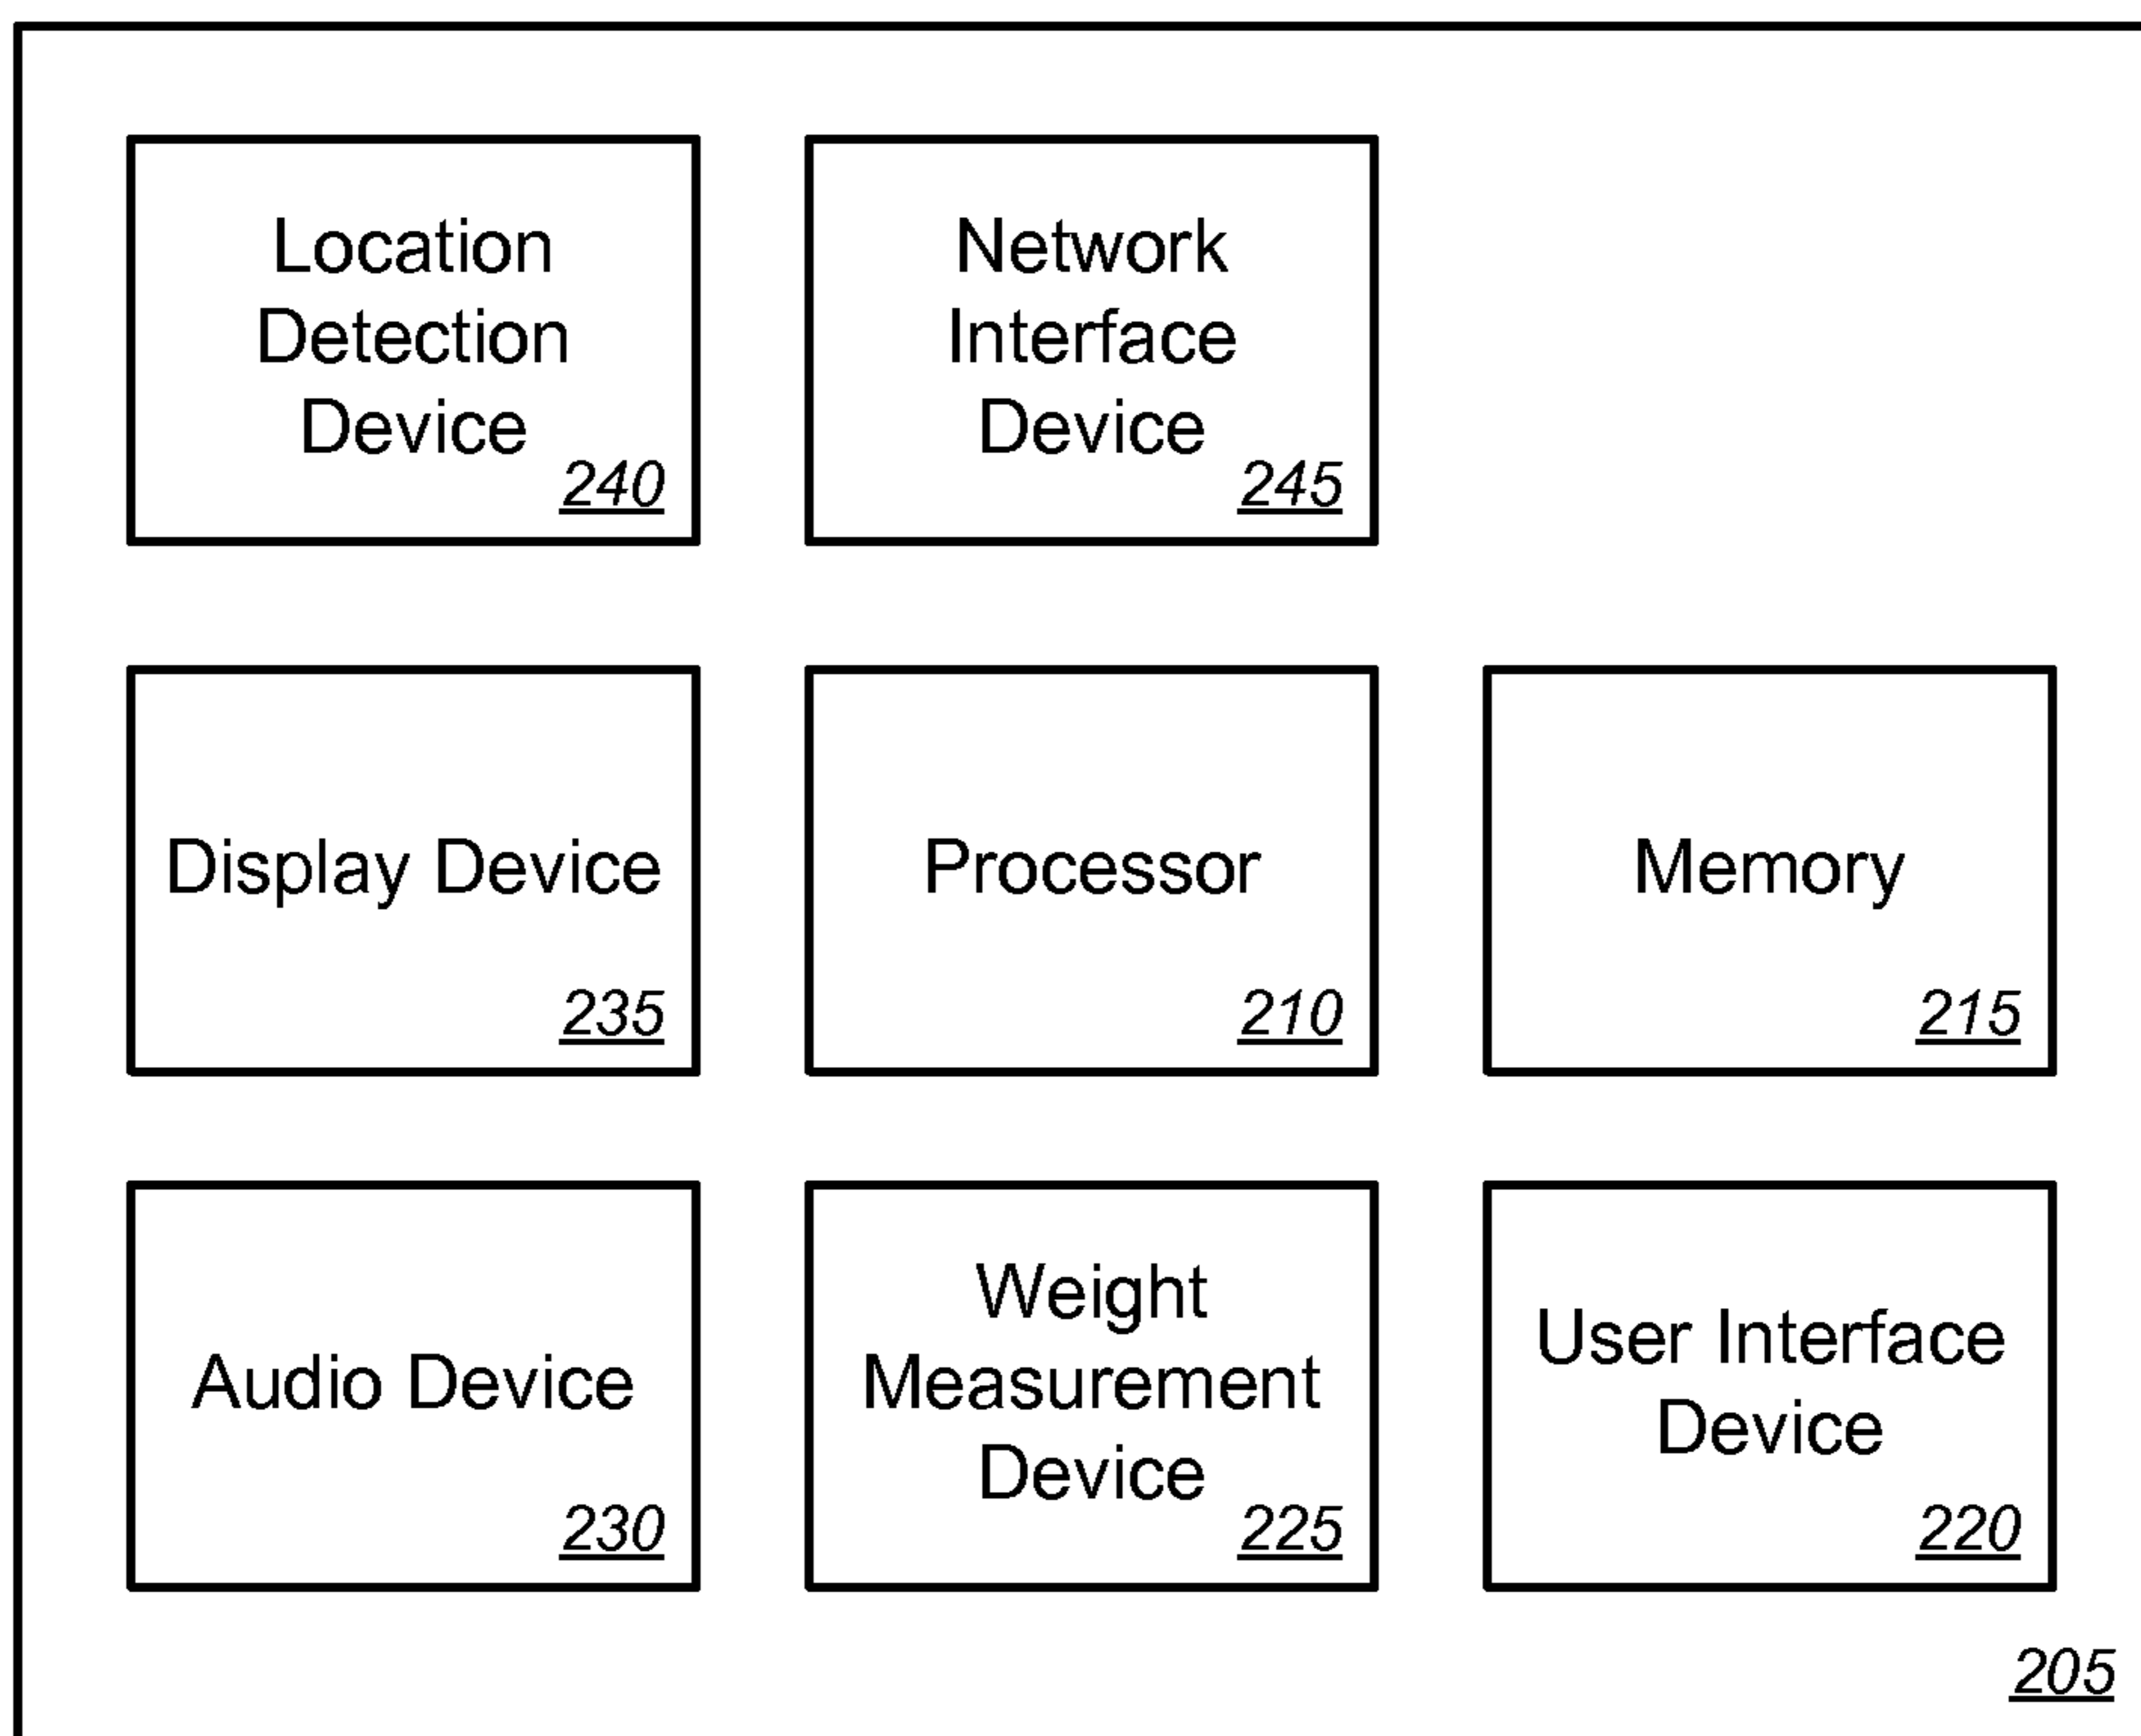 Location
Detection
Device
240
Network
Interface
Device
245
Display Device
235
Processor
210
Memory
215
Audio Device
230
Weight
Measurement
Device
225
User Interface
Device
220
205